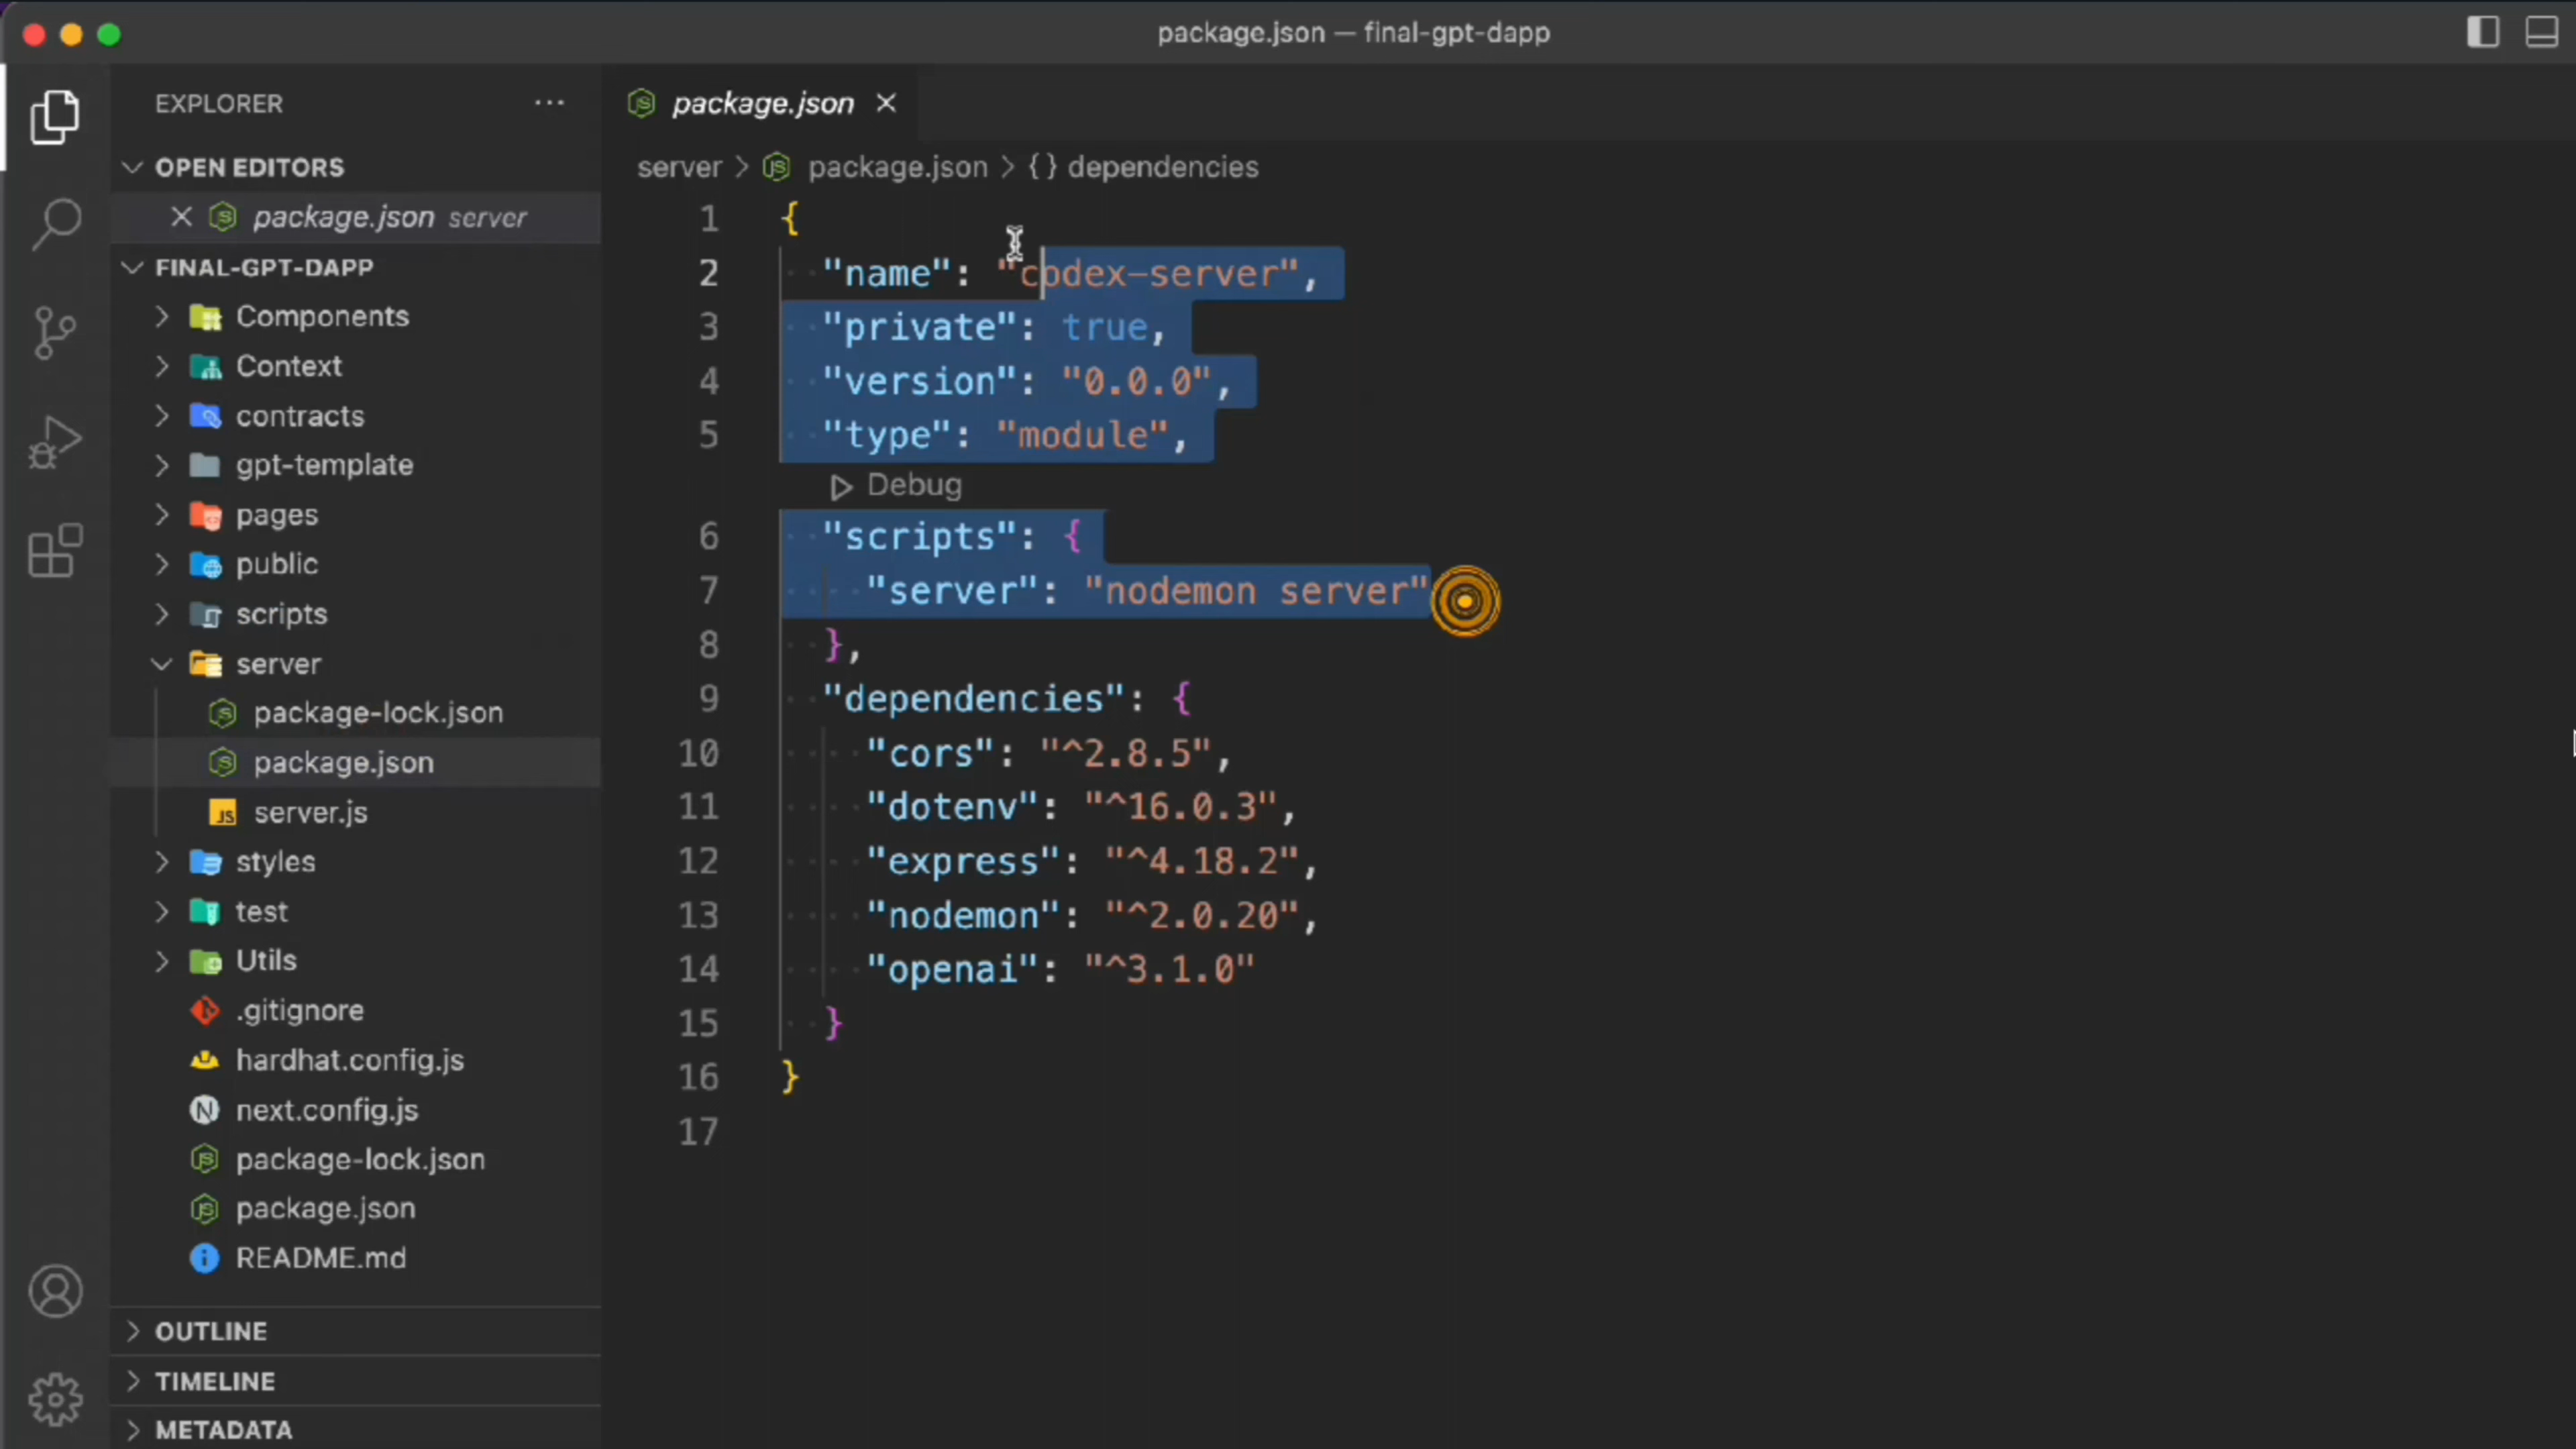 package.json — final-gpt-dapp
EXPLORER
OPEN EDITORS
package.json server
FINAL-GPT-DAPP
Components
Context
contracts
gpt-template
pages
public
scripts
server
package-lock.json
package.json
server.js
styles
test
Utils
.gitignore
hardhat.config.js
next.config.js
package-lock.json
package.json
README.md
OUTLINE
TIMELINE
METADATA
package.json
server > package.json > {} dependencies
1 {
2 "name": "codex-server",
3 "private": true,
4 "version": "0.0.0",
5 "type": "module",
Debug
6 "scripts": {
7 "server": "nodemon server"
8 },
9 "dependencies": {
10 "cors": "^2.8.5",
11 "dotenv": "^16.0.3",
12 "express": "^4.18.2",
13 "nodemon": "^2.0.20",
14 "openai": "^3.1.0"
15 }
16 }
17